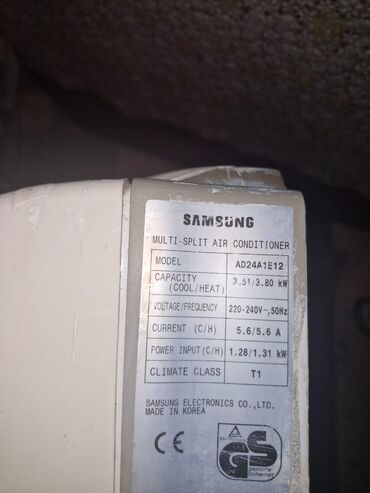 SAMSUNG
MULTI-SPLIT AIR CONDITIONER
MODEL AD24A1E12
CAPACITY (COOL/HEAT) 3.51/3.80 kW
VOLTAGE/FREQUENCY 220-240V~,50Hz
CURRENT (C/H) 5.6/5.6 A
POWER INPUT(C/H) 1.28/1.31 kW
CLIMATE CLASS T1
SAMSUNG ELECTRONICS CO.,LTD.
MADE IN KOREA
CE
GS
geprüfte
Sicherheit